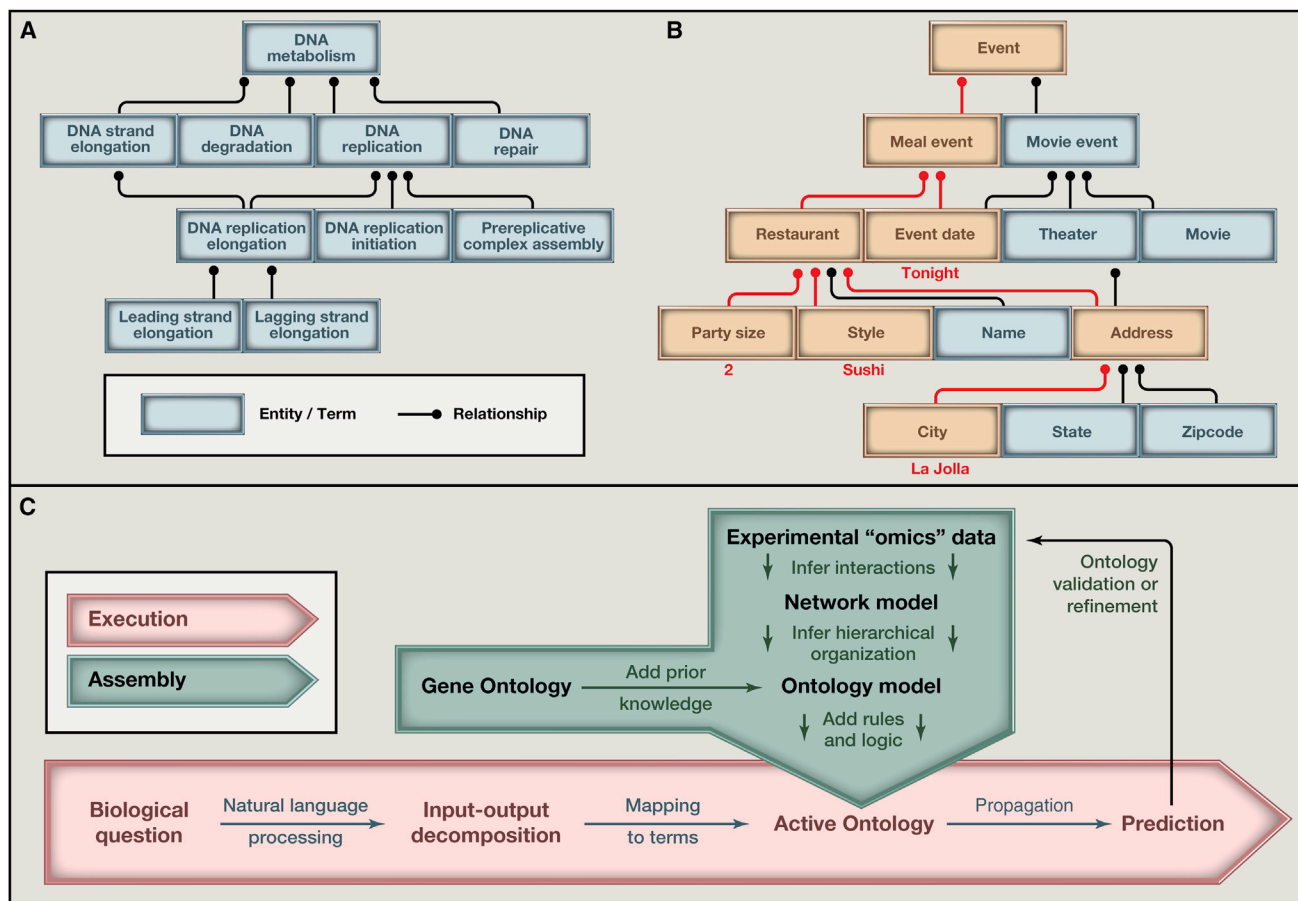 A
DNA
metabolism
DNA strand
elongation
DNA
degradation
DNA
replication
DNA
repair
DNA replication
elongation
DNA replication
initiation
Prereplicative
complex assembly
Leading strand
elongation
Lagging strand
elongation
Entity / Term
Relationship
B
Event
Meal event
Movie event
Restaurant
Event date
Theater
Movie
Tonight
Party size
Style
Name
Address
2
Sushi
City
State
Zipcode
La Jolla
C
Execution
Assembly
Experimental “omics” data
Infer interactions
Network model
Infer hierarchical
organization
Gene Ontology
Add prior
knowledge
Ontology model
Add rules
and logic
Ontology
validation or
refinement
Biological
question
Natural language
processing
Input-output
decomposition
Mapping
to terms
Active Ontology
Propagation
Prediction